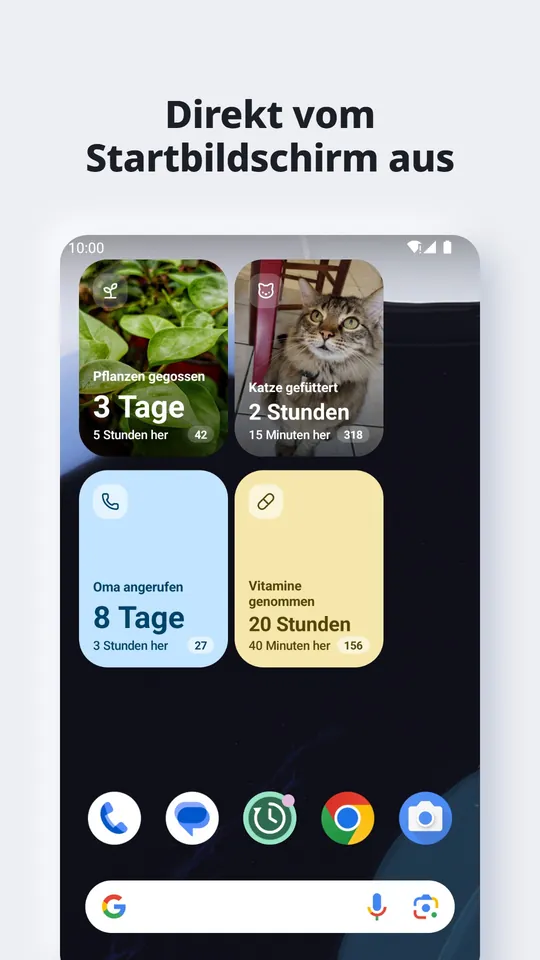 Direkt vom
Startbildschirm aus
10:00
Pflanzen gegossen
3 Tage
5 Stunden her 42
Katze gefüttert
2 Stunden
15 Minuten her 318
Oma angerufen
8 Tage
3 Stunden her 27
Vitamine
genommen
20 Stunden
40 Minuten her 156
G